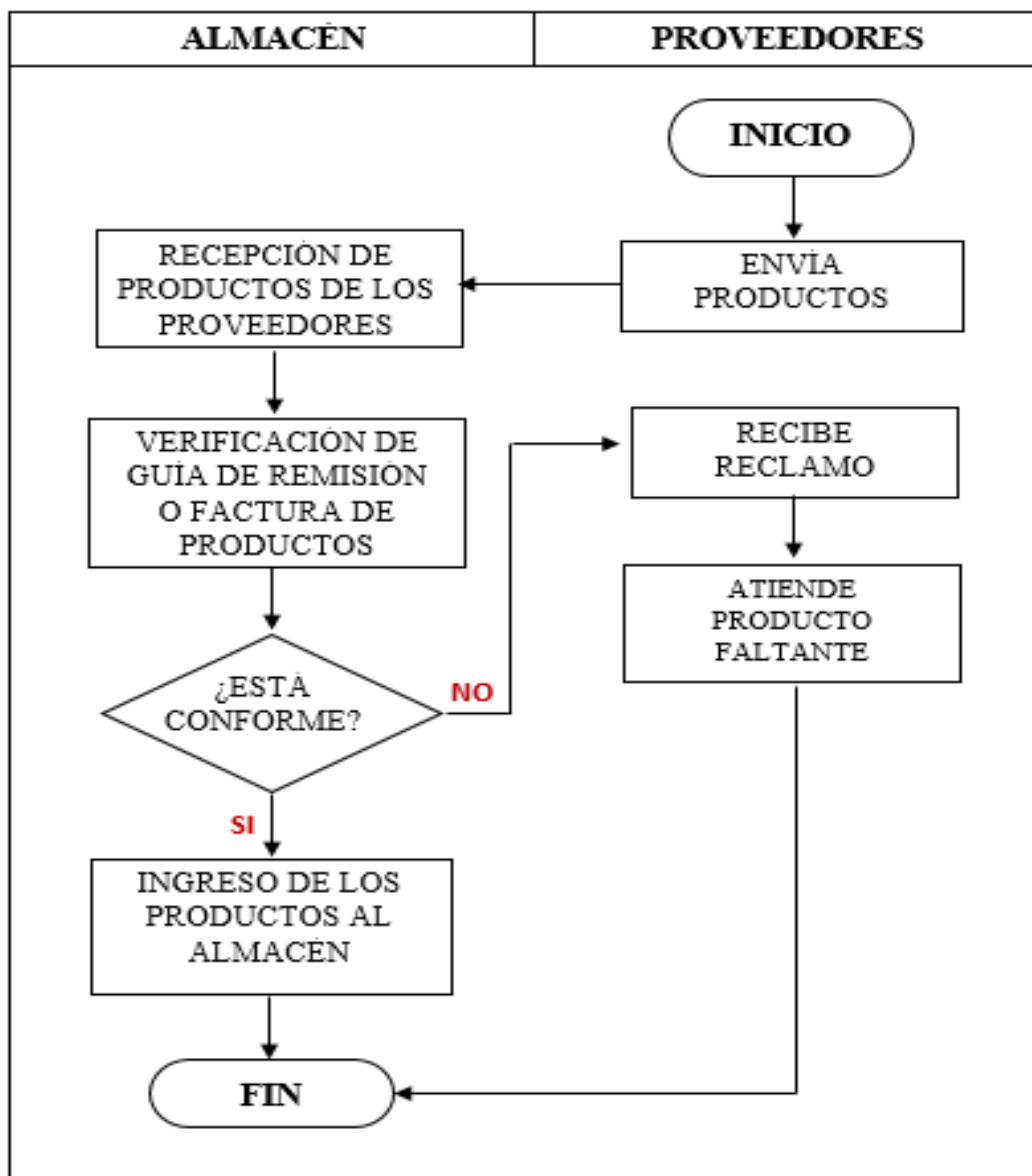 ALMACÉN
PROVEEDORES
INICIO
ENVÍA
PRODUCTOS
RECEPCIÓN DE
PRODUCTOS DE LOS
PROVEEDORES
VERIFICACIÓN DE
GUÍA DE REMISIÓN
O FACTURA DE
PRODUCTOS
¿ESTÁ
CONFORME?
NO
RECIBE
RECLAMO
ATIENDE
PRODUCTO
FALTANTE
SI
INGRESO DE LOS
PRODUCTOS AL
ALMACÉN
FIN